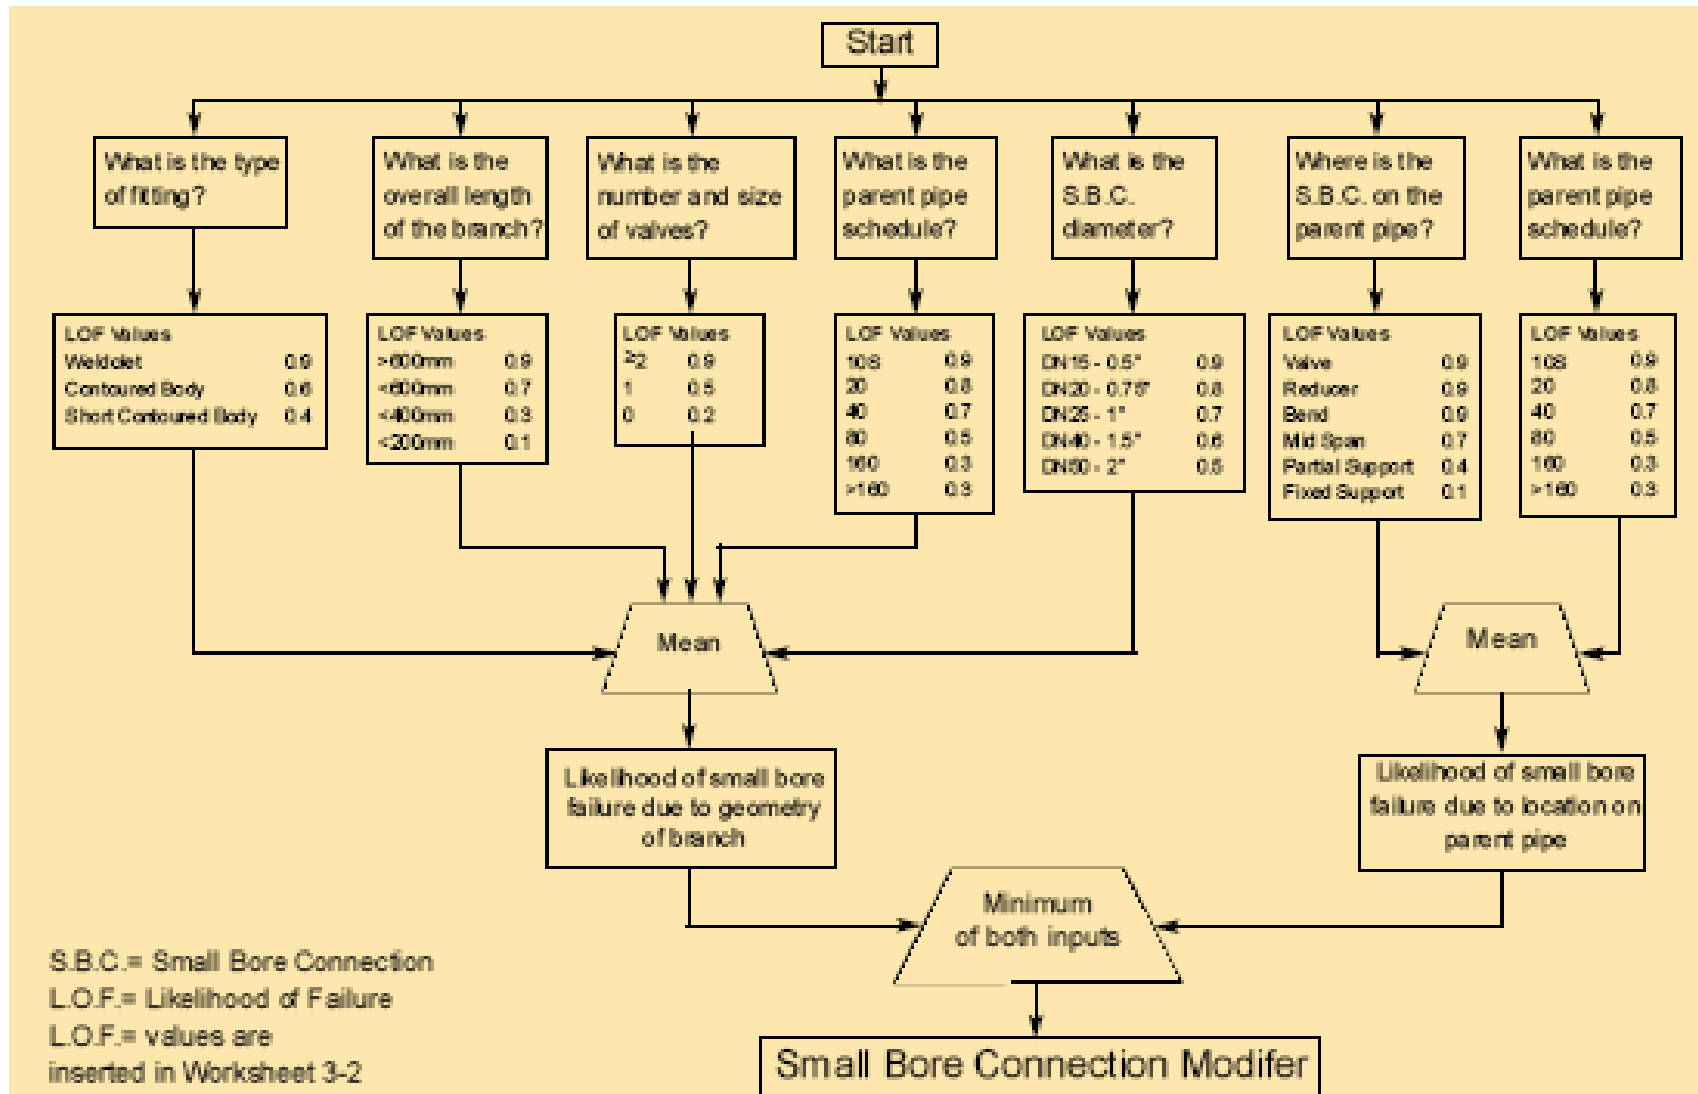 Start
What is the type
of fitting?
What is the
overall length
of the branch?
What is the
number and size
of valves?
What is the
parent pipe
schedule?
What is the
S.B.C.
diameter?
Where is the
S.B.C. on the
parent pipe?
What is the
parent pipe
schedule?
LOF Values
Weldolet 0.9
Contoured Body 0.6
Short Contoured Body 0.4
LOF Values
>600mm 0.9
<600mm 0.7
<400mm 0.3
<200mm 0.1
LOF Values
≥2 0.9
1 0.5
0 0.2
LOF Values
10S 0.9
20 0.8
40 0.7
80 0.5
160 0.3
>160 0.3
LOF Values
DN15 - 0.5" 0.9
DN20 - 0.75" 0.8
DN25 - 1" 0.7
DN40 - 1.5" 0.6
DN50 - 2" 0.5
LOF Values
Valve 0.9
Reducer 0.9
Bend 0.9
Mid Span 0.7
Partial Support 0.4
Fixed Support 0.1
LOF Values
10S 0.9
20 0.8
40 0.7
80 0.5
160 0.3
>160 0.3
Mean
Mean
Likelihood of small bore
failure due to geometry
of branch
Likelihood of small bore
failure due to location on
parent pipe
Minimum
of both inputs
S.B.C.= Small Bore Connection
L.O.F.= Likelihood of Failure
L.O.F.= values are
inserted in Worksheet 3-2
Small Bore Connection Modifer